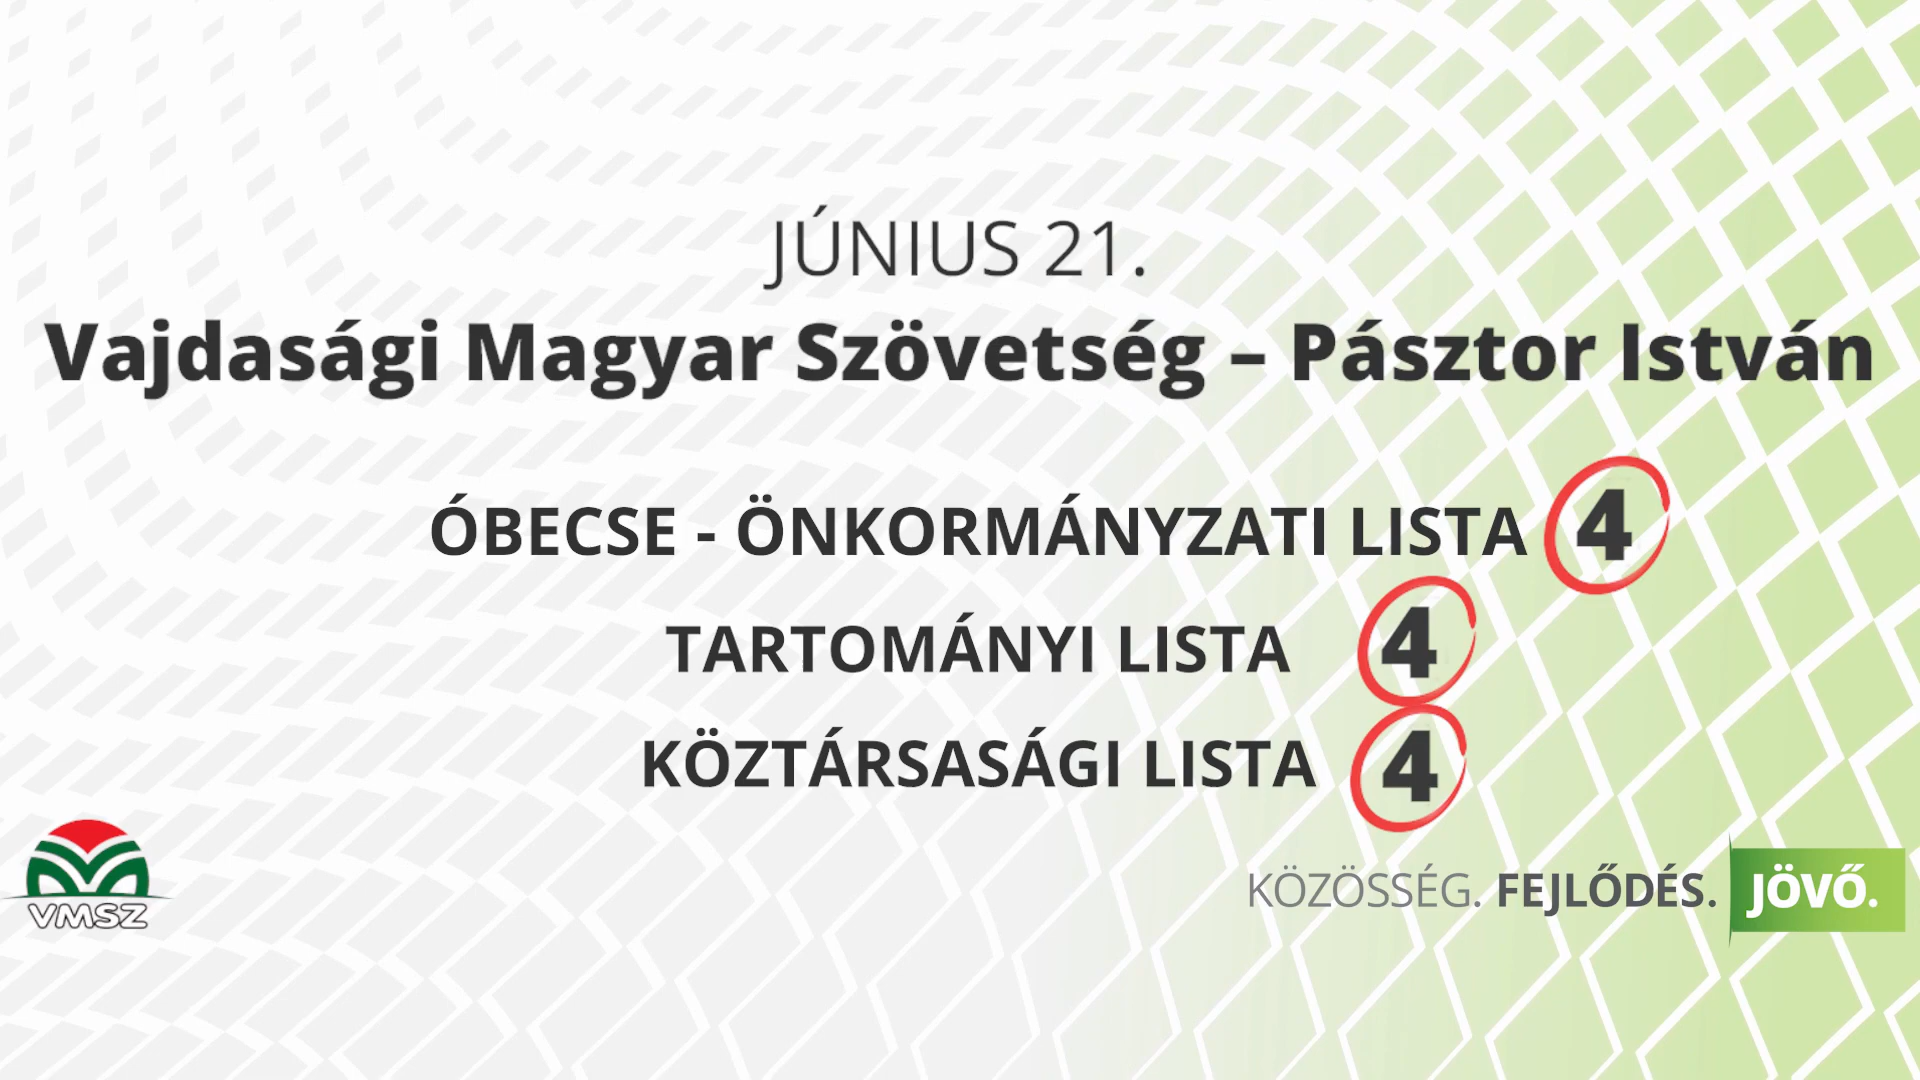 JÚNIUS 21.
Vajdasági Magyar Szövetség – Pásztor István
ÓBECSE - ÖNKORMÁNYZATI LISTA 4
TARTOMÁNYI LISTA 4
KÖZTÁRSASÁGI LISTA 4
VMSZ
KÖZÖSSÉG. FEJLŐDÉS. JÖVŐ.